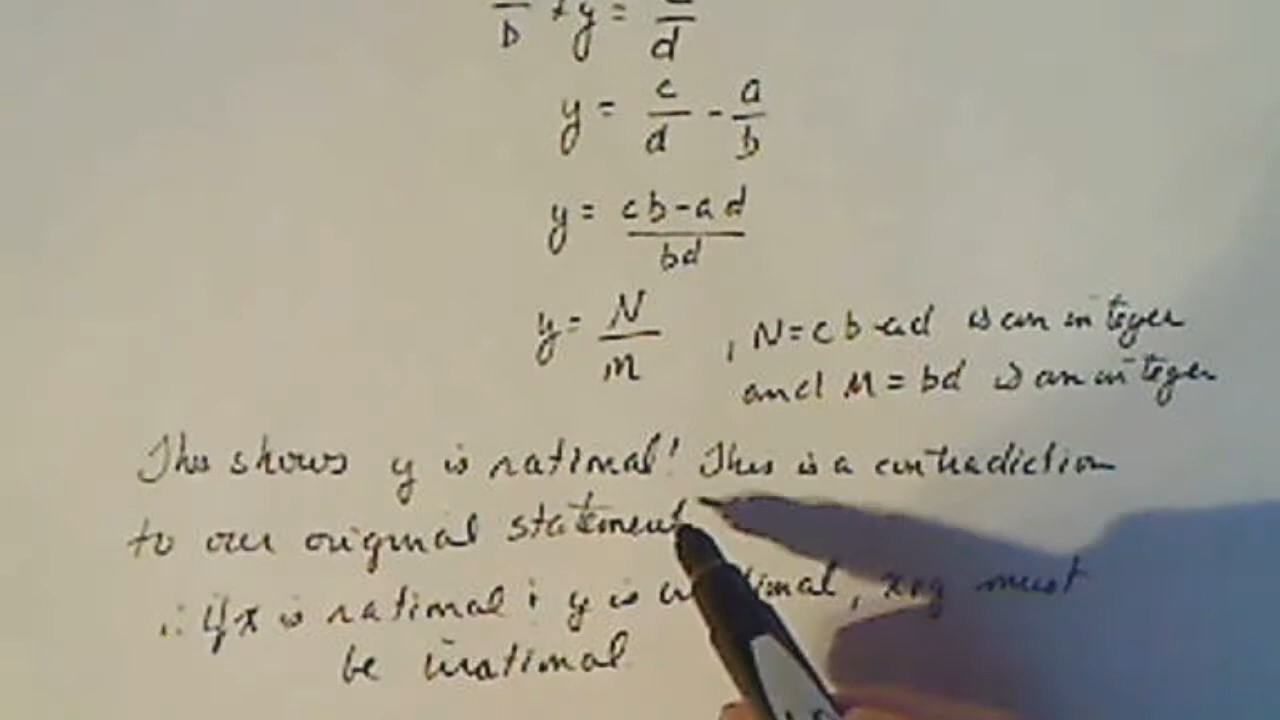 b + y = d
y = c/d - a/b
y = cb-ad/bd
y = N/M , N=cb-ad is an integer
and M = bd is an integer
This shows y is rational! This is a contradiction
to our original statement
∴ If x is rational & y is irrational, x+y must
be irrational